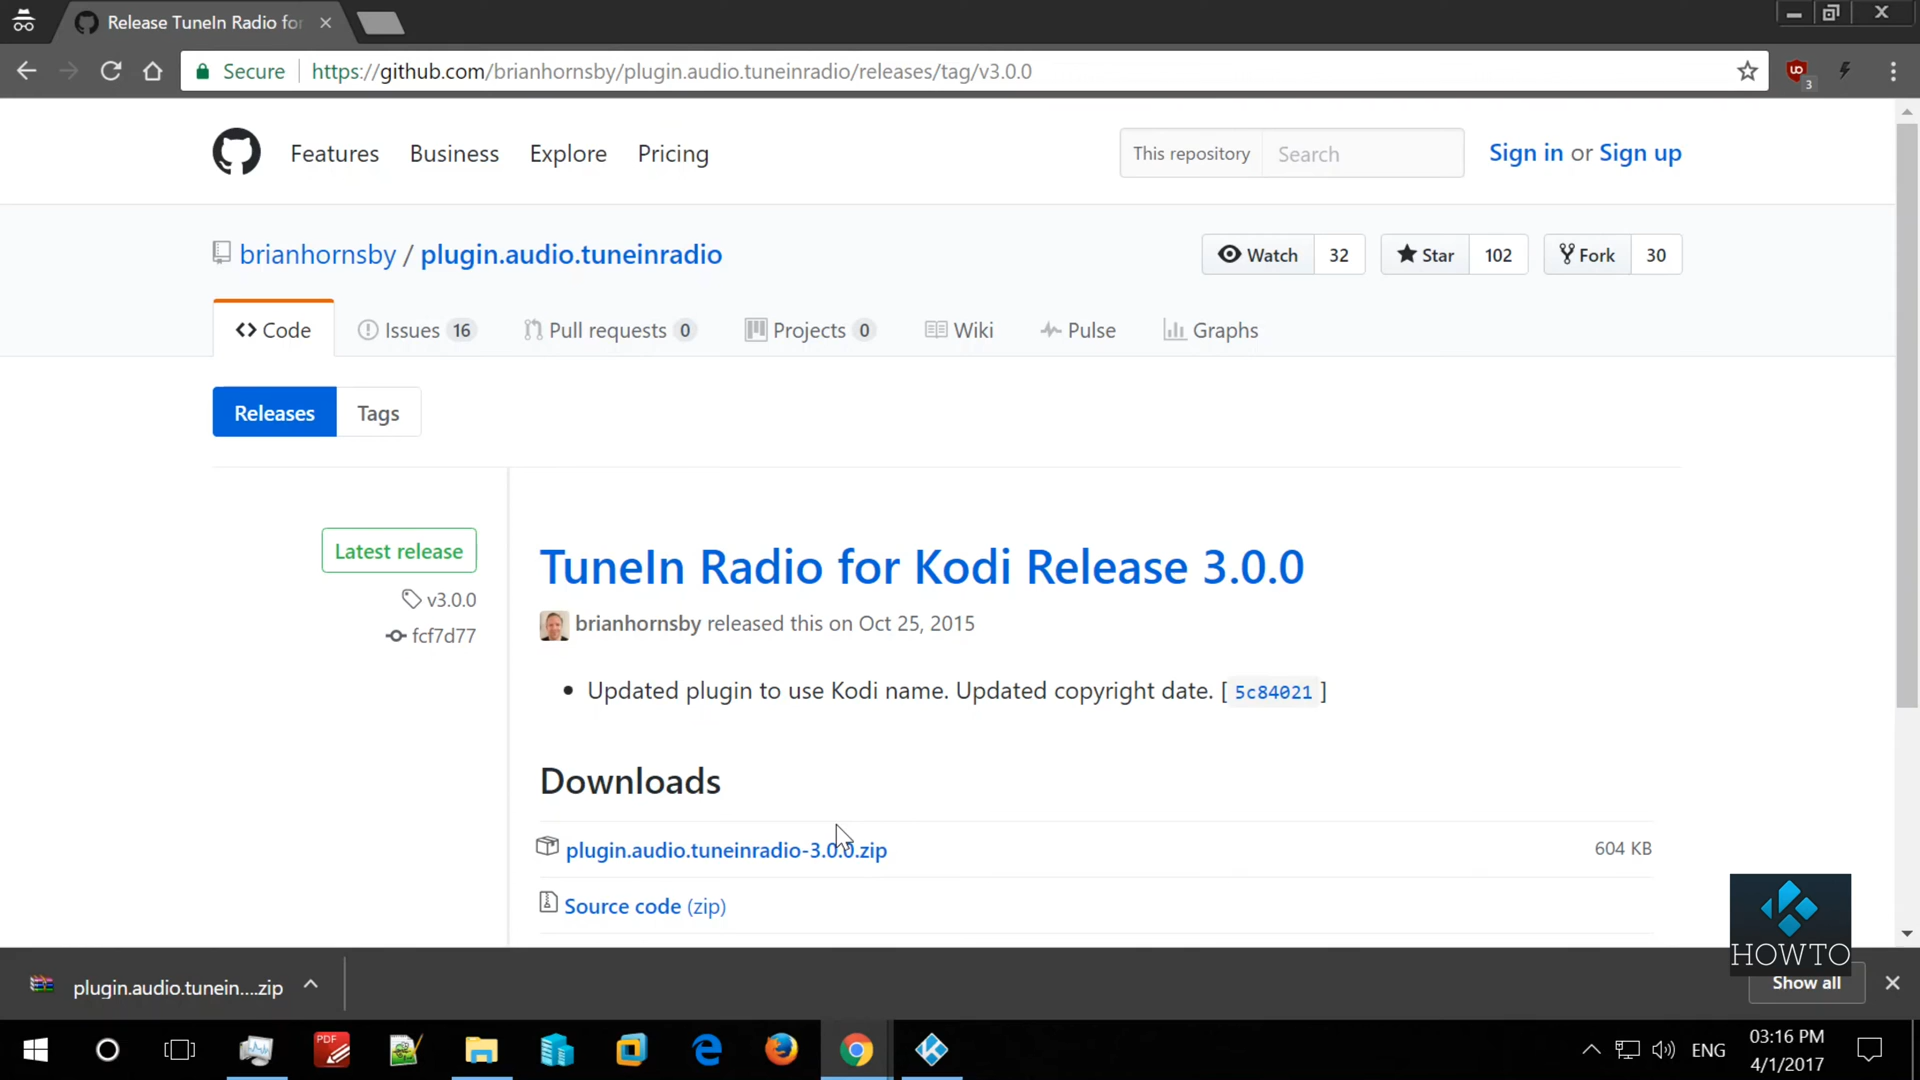 Release TuneIn Radio for
Secure
https://github.com/brianhornsby/plugin.audio.tuneinradio/releases/tag/v3.0.0
3
Features Business Explore Pricing
This repository Search
Sign in or Sign up
brianhornsby / plugin.audio.tuneinradio
Watch 32
Star 102
Fork 30
Code
Issues 16
Pull requests 0
Projects 0
Wiki
Pulse
Graphs
Releases Tags
Latest release
v3.0.0
fcf7d77
TuneIn Radio for Kodi Release 3.0.0
brianhornsby released this on Oct 25, 2015
• Updated plugin to use Kodi name. Updated copyright date. [ 5c84021 ]
Downloads
plugin.audio.tuneinradio-3.0.0.zip 604 KB
Source code (zip)
HOWTO
plugin.audio.tunein....zip
Show all
PDF
ENG
03:16 PM
4/1/2017